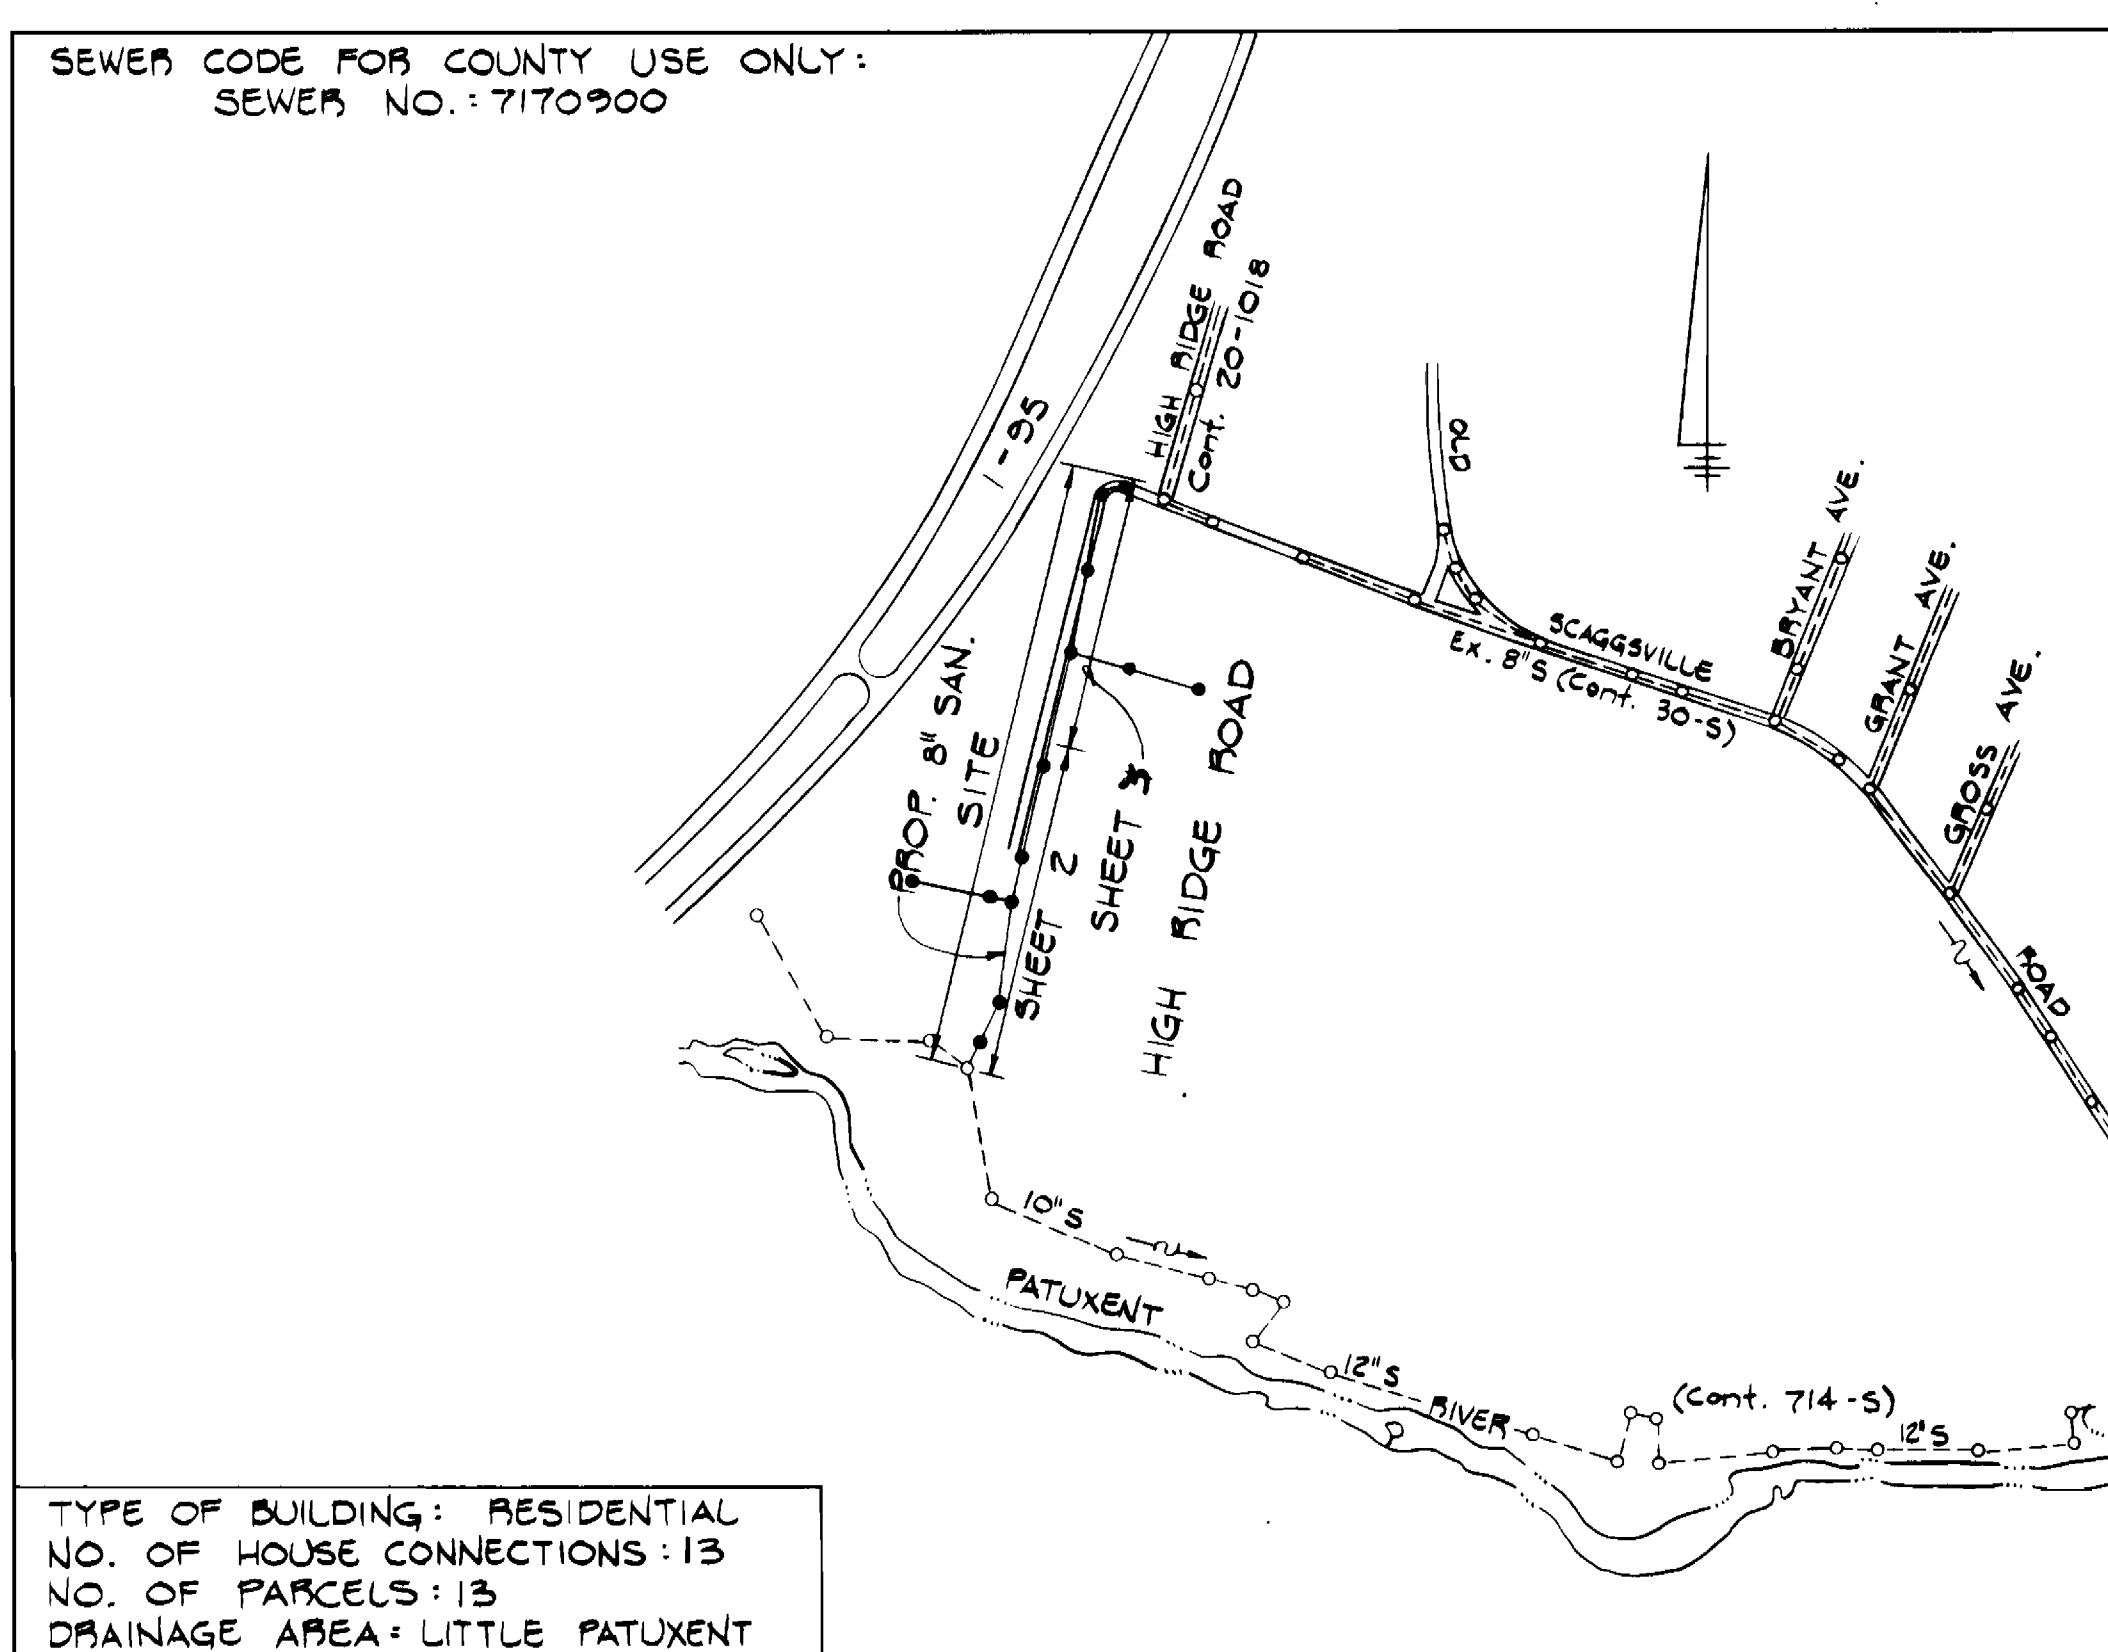 SEWER CODE FOR COUNTY USE ONLY:
SEWER NO.: 7170900
I-95
HIGH RIDGE ROAD
Cont. 20-1018
OLD
SCAGGSVILLE
Ex. 8"S (Cont. 30-S)
BRYANT AVE.
GRANT AVE.
GROSS AVE.
ROAD
PROP. 8" SAN.
SITE
SHEET 2
SHEET 3
HIGH RIDGE ROAD
10"S
PATUXENT
12"S
RIVER
(Cont. 714-S)
12"S
TYPE OF BUILDING: RESIDENTIAL
NO. OF HOUSE CONNECTIONS: 13
NO. OF PARCELS: 13
DRAINAGE AREA: LITTLE PATUXENT